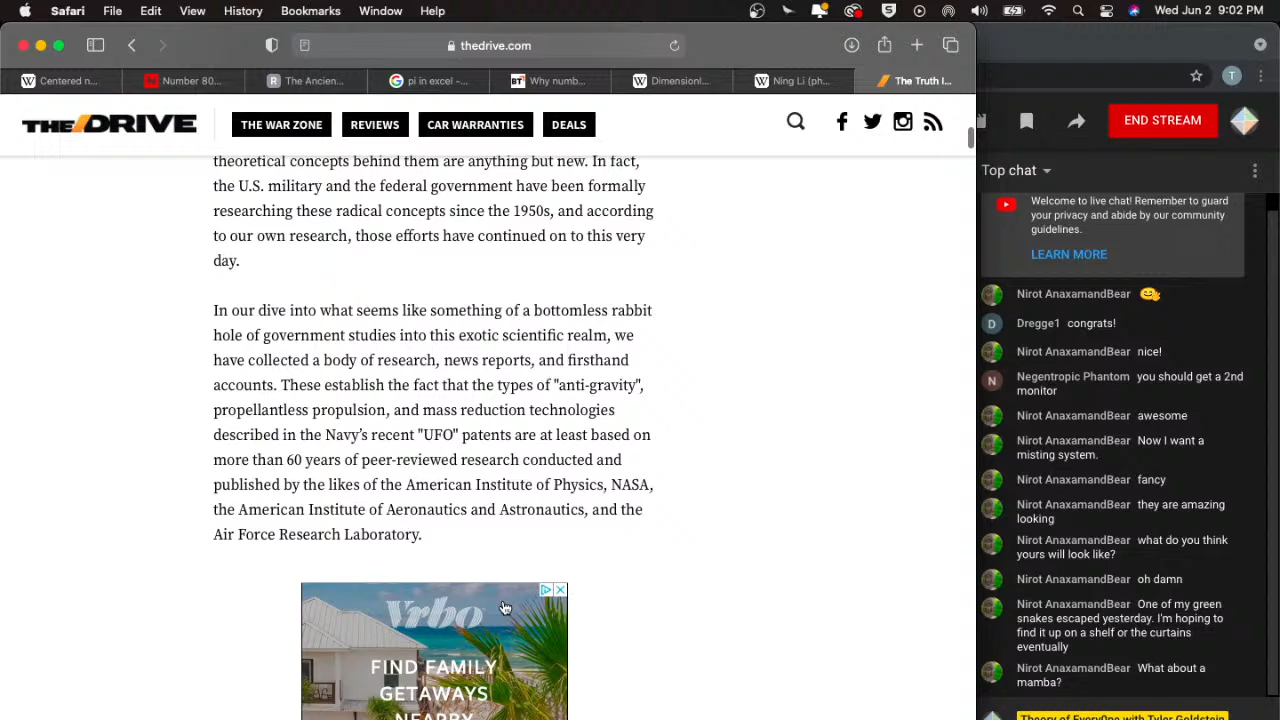 Safari File Edit View History Bookmarks Window Help Wed Jun 2 9:02 PM
thedrive.com
Centered n... Number 80... The Ancien... pi in excel -... Why numb... Dimension!... Ning Li (ph... The Truth I...
THE DRIVE THE WAR ZONE REVIEWS CAR WARRANTIES DEALS
theoretical concepts behind them are anything but new. In fact,
the U.S. military and the federal government have been formally
researching these radical concepts since the 1950s, and according
to our own research, those efforts have continued on to this very
day.
In our dive into what seems like something of a bottomless rabbit
hole of government studies into this exotic scientific realm, we
have collected a body of research, news reports, and firsthand
accounts. These establish the fact that the types of "anti-gravity",
propellantless propulsion, and mass reduction technologies
described in the Navy’s recent "UFO" patents are at least based on
more than 60 years of peer-reviewed research conducted and
published by the likes of the American Institute of Physics, NASA,
the American Institute of Aeronautics and Astronautics, and the
Air Force Research Laboratory.
Vrbo
FIND FAMILY
GETAWAYS
NEARBY
T
END STREAM
Top chat
Welcome to live chat! Remember to guard
your privacy and abide by our community
guidelines.
LEARN MORE
Nirot AnaxamandBear
D Dregge1 congrats!
Nirot AnaxamandBear nice!
N Negentropic Phantom you should get a 2nd
monitor
Nirot AnaxamandBear awesome
Nirot AnaxamandBear Now I want a
misting system.
Nirot AnaxamandBear fancy
Nirot AnaxamandBear they are amazing
looking
Nirot AnaxamandBear what do you think
yours will look like?
Nirot AnaxamandBear oh damn
Nirot AnaxamandBear One of my green
snakes escaped yesterday. I'm hoping to
find it up on a shelf or the curtains
eventually
Nirot AnaxamandBear What about a
mamba?
Theory of Every0ne with Tyler Goldstein